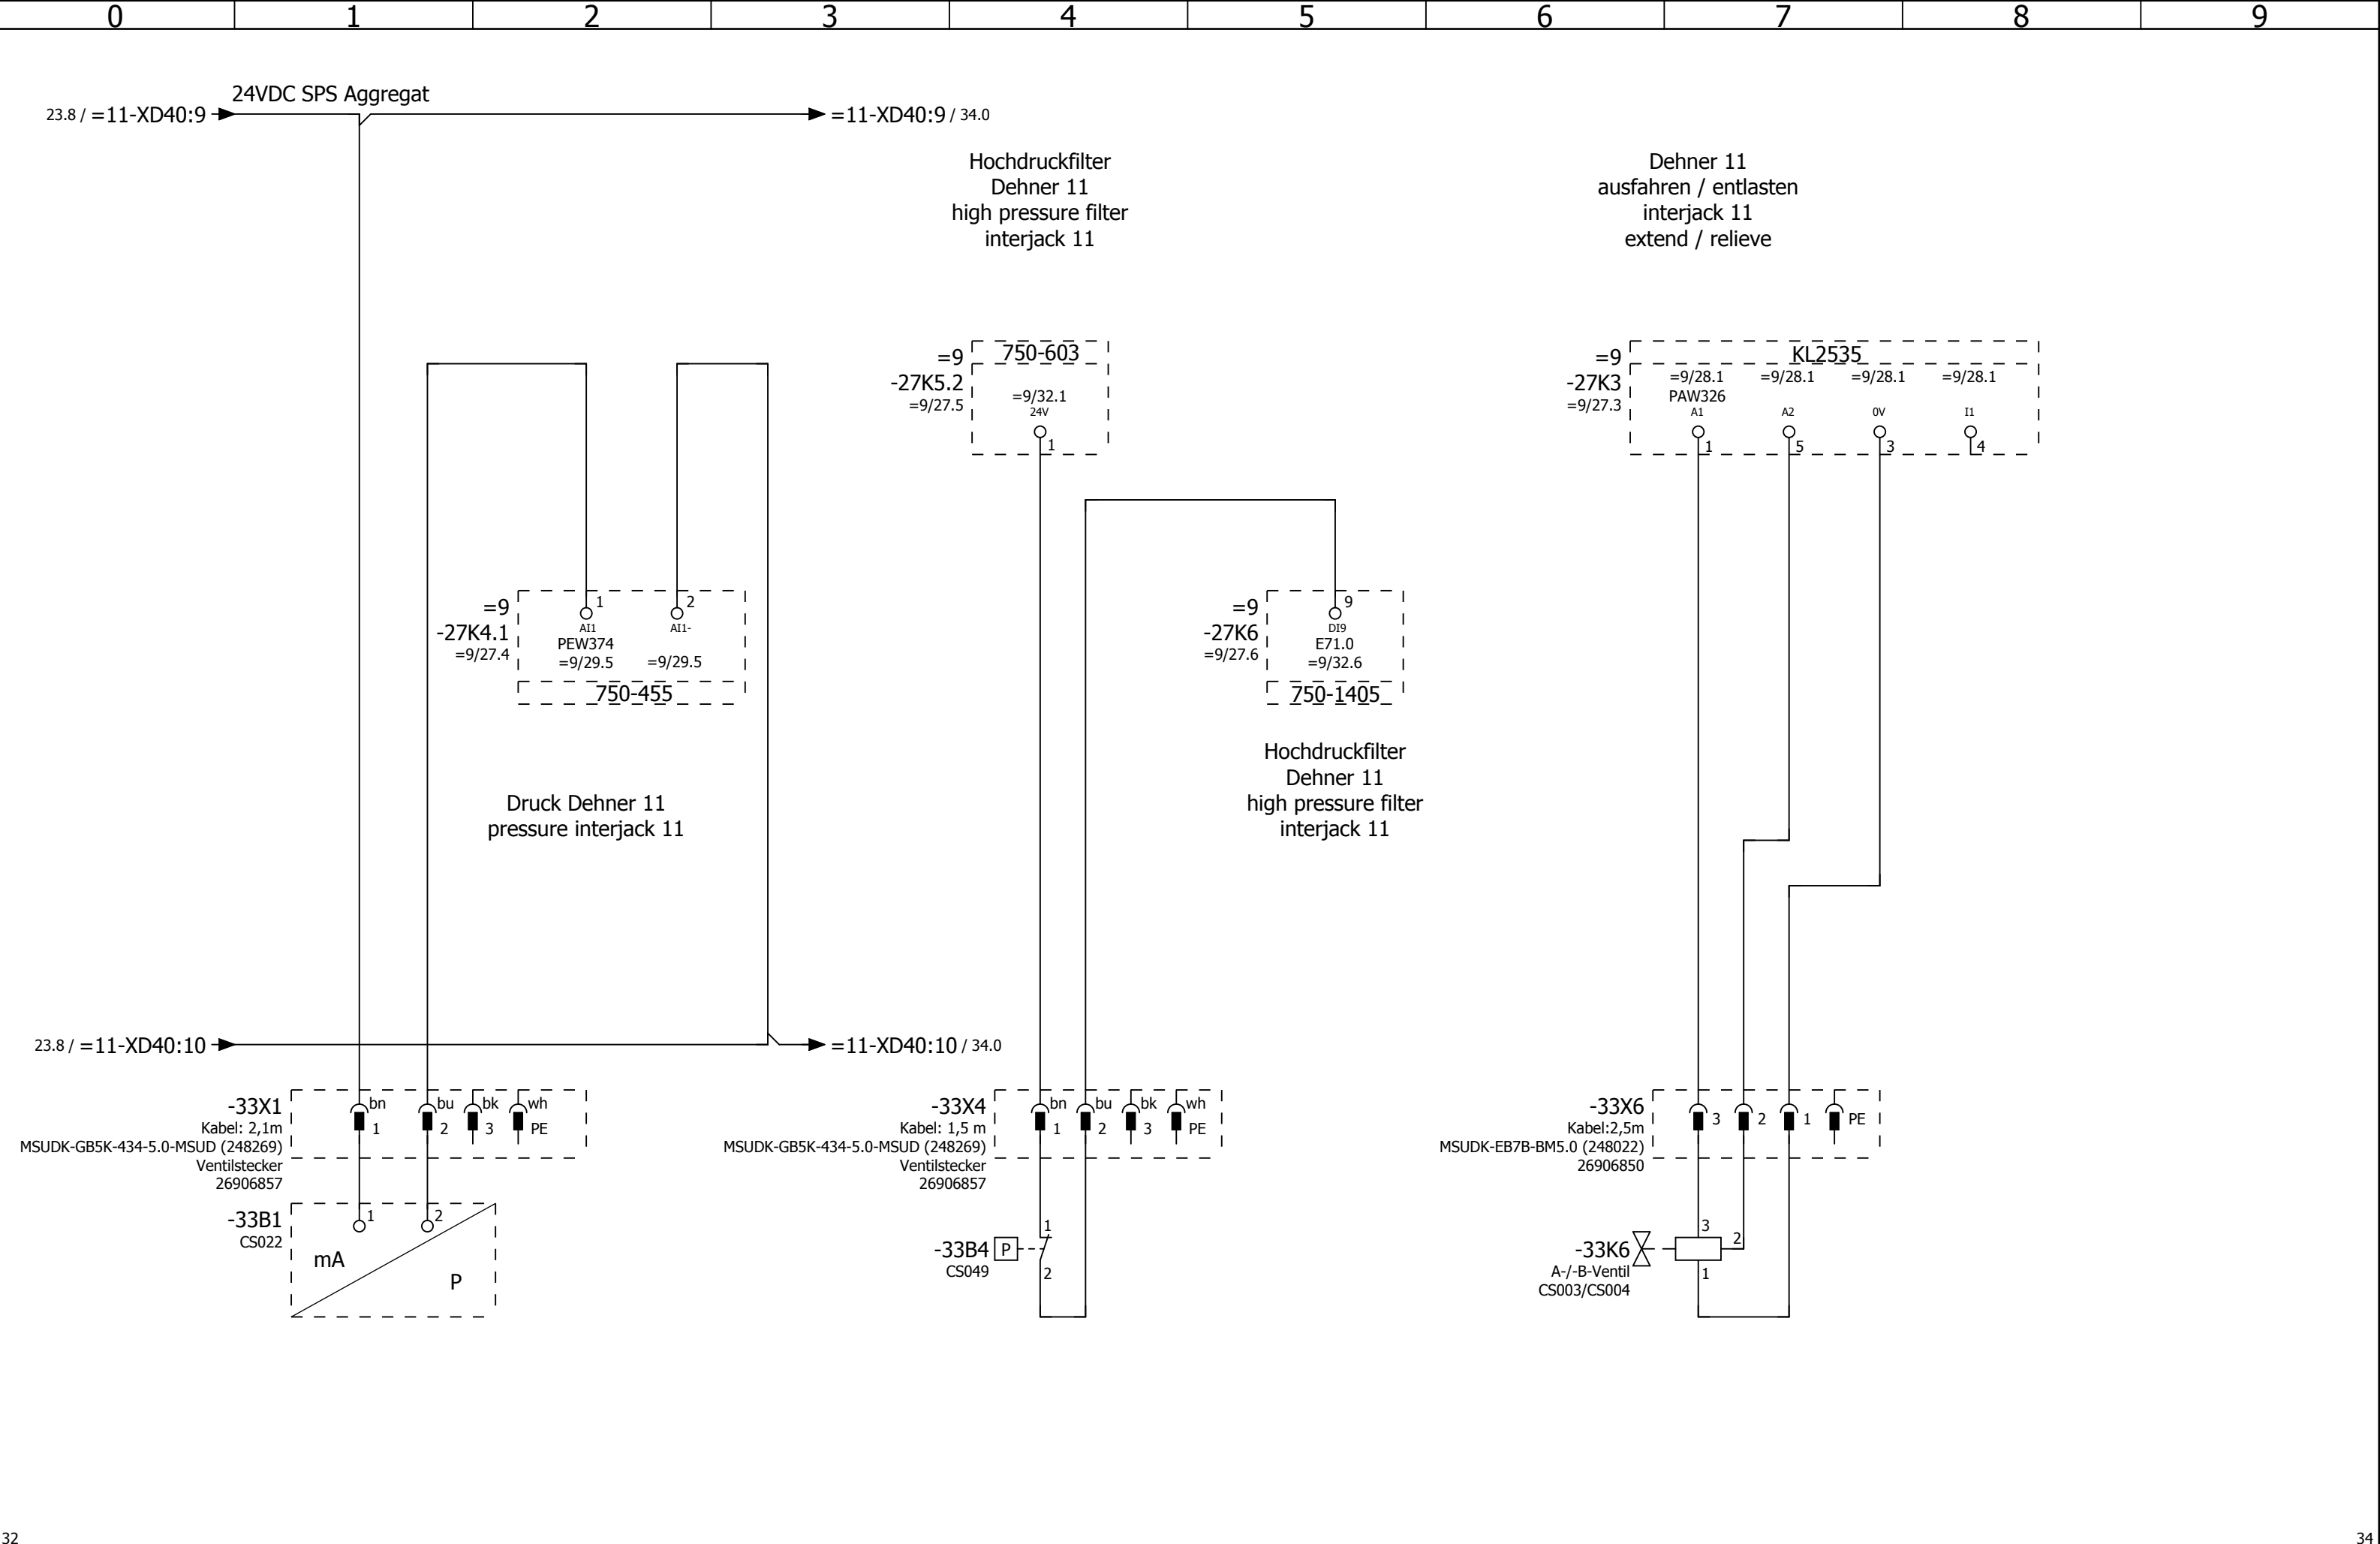 0 1 2 3 4 5 6 7 8 9
24VDC SPS Aggregat
23.8 / =11-XD40:9
=11-XD40:9 / 34.0
Hochdruckfilter
Dehner 11
high pressure filter
interjack 11
Dehner 11
ausfahren / entlasten
interjack 11
extend / relieve
=9
-27K5.2
=9/27.5
750-603
=9/32.1
24V
1
=9
-27K3
=9/27.3
KL2535
=9/28.1 =9/28.1 =9/28.1 =9/28.1
PAW326
A1 A2 0V I1
1 5 3 4
=9
-27K4.1
=9/27.4
1 2
AI1 AI1-
PEW374
=9/29.5 =9/29.5
750-455
=9
-27K6
=9/27.6
9
DI9
E71.0
=9/32.6
750-1405
Druck Dehner 11
pressure interjack 11
Hochdruckfilter
Dehner 11
high pressure filter
interjack 11
23.8 / =11-XD40:10
=11-XD40:10 / 34.0
-33X1
Kabel: 2,1m
MSUDK-GB5K-434-5.0-MSUD (248269)
Ventilstecker
26906857
bn bu bk wh
1 2 3 PE
-33X4
Kabel: 1,5 m
MSUDK-GB5K-434-5.0-MSUD (248269)
Ventilstecker
26906857
bn bu bk wh
1 2 3 PE
-33X6
Kabel:2,5m
MSUDK-EB7B-BM5.0 (248022)
26906850
3 2 1 PE
-33B1
CS022
1 2
mA
P
-33B4
CS049
P
1
2
-33K6
A-/-B-Ventil
CS003/CS004
3
2
1
32
34